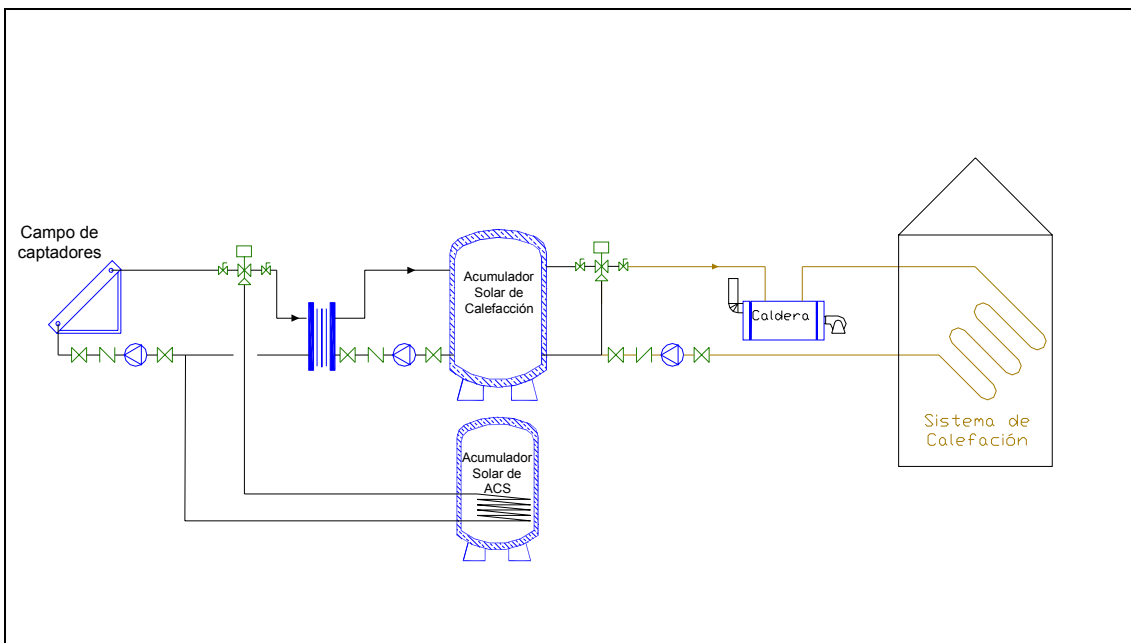 Campo de
captadores
Acumulador
Solar de
Calefacción
Caldera
Sistema de
Calefación
Acumulador
Solar de
ACS